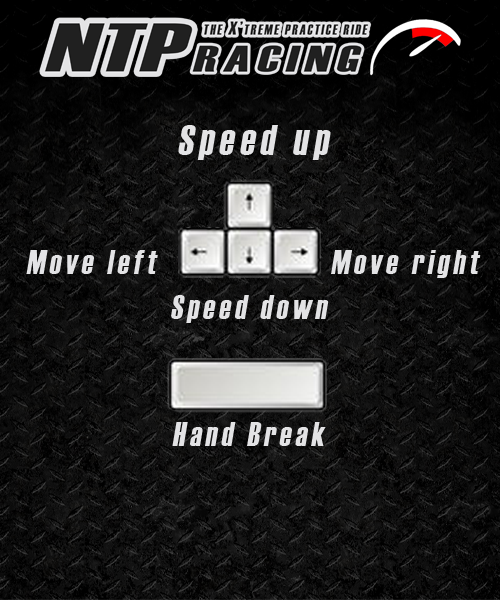 NTP THE X'TREME PRACTICE RIDE
RACING
Speed up
↑
Move left ← ↓ → Move right
Speed down
Hand Break